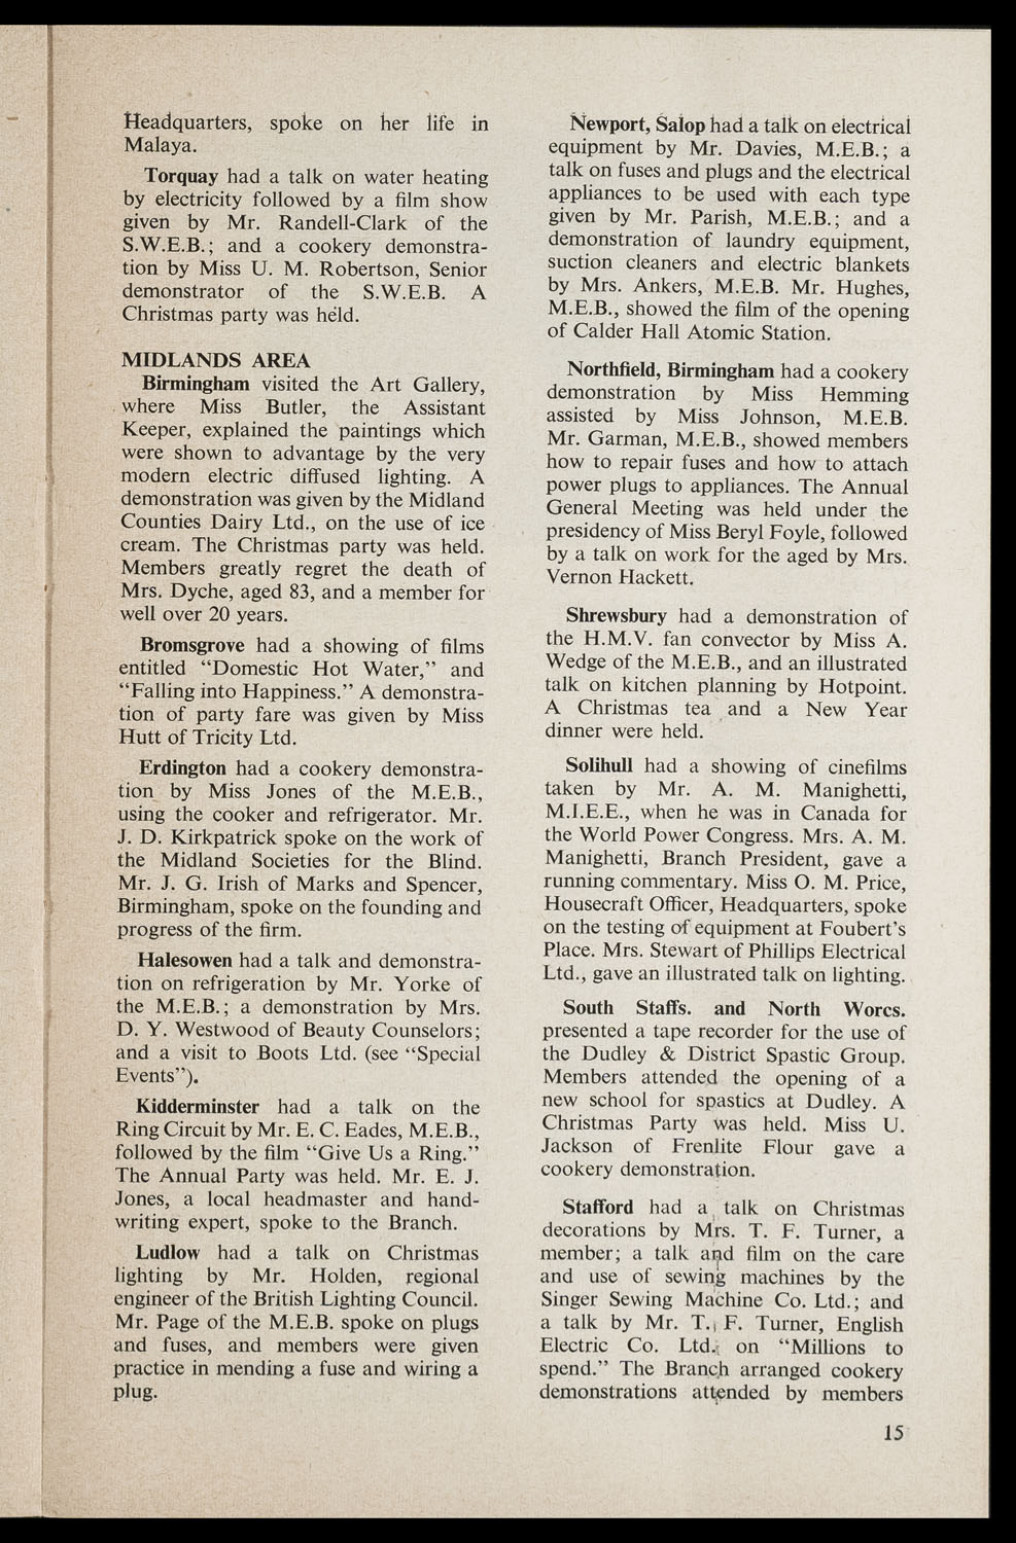 Headquarters, spoke on her life in
Malaya.
Torquay had a talk on water heating
by electricity followed by a film show
given by Mr. Randell-Clark of the
S.W.E.B.; and a cookery demonstra-
tion by Miss U. M. Robertson, Senior
demonstrator of the S.W.E.B. A
Christmas party was held.
MIDLANDS AREA
Birmingham visited the Art Gallery,
where Miss Butler, the Assistant
Keeper, explained the paintings which
were shown to advantage by the very
modern electric diffused lighting. A
demonstration was given by the Midland
Counties Dairy Ltd., on the use of ice
cream. The Christmas party was held.
Members greatly regret the death of
Mrs. Dyche, aged 83, and a member for
well over 20 years.
Bromsgrove had a showing of films
entitled “Domestic Hot Water,” and
“Falling into Happiness.” A demonstra-
tion of party fare was given by Miss
Hutt of Tricity Ltd.
Erdington had a cookery demonstra-
tion by Miss Jones of the M.E.B.,
using the cooker and refrigerator. Mr.
J. D. Kirkpatrick spoke on the work of
the Midland Societies for the Blind.
Mr. J. G. Irish of Marks and Spencer,
Birmingham, spoke on the founding and
progress of the firm.
Halesowen had a talk and demonstra-
tion on refrigeration by Mr. Yorke of
the M.E.B.; a demonstration by Mrs.
D. Y. Westwood of Beauty Counselors;
and a visit to Boots Ltd. (see “Special
Events”).
Kidderminster had a talk on the
Ring Circuit by Mr. E. C. Eades, M.E.B.,
followed by the film “Give Us a Ring.”
The Annual Party was held. Mr. E. J.
Jones, a local headmaster and hand-
writing expert, spoke to the Branch.
Ludlow had a talk on Christmas
lighting by Mr. Holden, regional
engineer of the British Lighting Council.
Mr. Page of the M.E.B. spoke on plugs
and fuses, and members were given
practice in mending a fuse and wiring a
plug.
Newport, Salop had a talk on electrical
equipment by Mr. Davies, M.E.B.; a
talk on fuses and plugs and the electrical
appliances to be used with each type
given by Mr. Parish, M.E.B.; and a
demonstration of laundry equipment,
suction cleaners and electric blankets
by Mrs. Ankers, M.E.B. Mr. Hughes,
M.E.B., showed the film of the opening
of Calder Hall Atomic Station.
Northfield, Birmingham had a cookery
demonstration by Miss Hemming
assisted by Miss Johnson, M.E.B.
Mr. Garman, M.E.B., showed members
how to repair fuses and how to attach
power plugs to appliances. The Annual
General Meeting was held under the
presidency of Miss Beryl Foyle, followed
by a talk on work for the aged by Mrs.
Vernon Hackett.
Shrewsbury had a demonstration of
the H.M.V. fan convector by Miss A.
Wedge of the M.E.B., and an illustrated
talk on kitchen planning by Hotpoint.
A Christmas tea and a New Year
dinner were held.
Solihull had a showing of cinefilms
taken by Mr. A. M. Manighetti,
M.I.E.E., when he was in Canada for
the World Power Congress. Mrs. A. M.
Manighetti, Branch President, gave a
running commentary. Miss O. M. Price,
Housecraft Officer, Headquarters, spoke
on the testing of equipment at Foubert’s
Place. Mrs. Stewart of Phillips Electrical
Ltd., gave an illustrated talk on lighting.
South Staffs. and North Worcs.
presented a tape recorder for the use of
the Dudley & District Spastic Group.
Members attended the opening of a
new school for spastics at Dudley. A
Christmas Party was held. Miss U.
Jackson of Frenlite Flour gave a
cookery demonstration.
Stafford had a talk on Christmas
decorations by Mrs. T. F. Turner, a
member; a talk and film on the care
and use of sewing machines by the
Singer Sewing Machine Co. Ltd.; and
a talk by Mr. T. F. Turner, English
Electric Co. Ltd. on “Millions to
spend.” The Branch arranged cookery
demonstrations attended by members
15